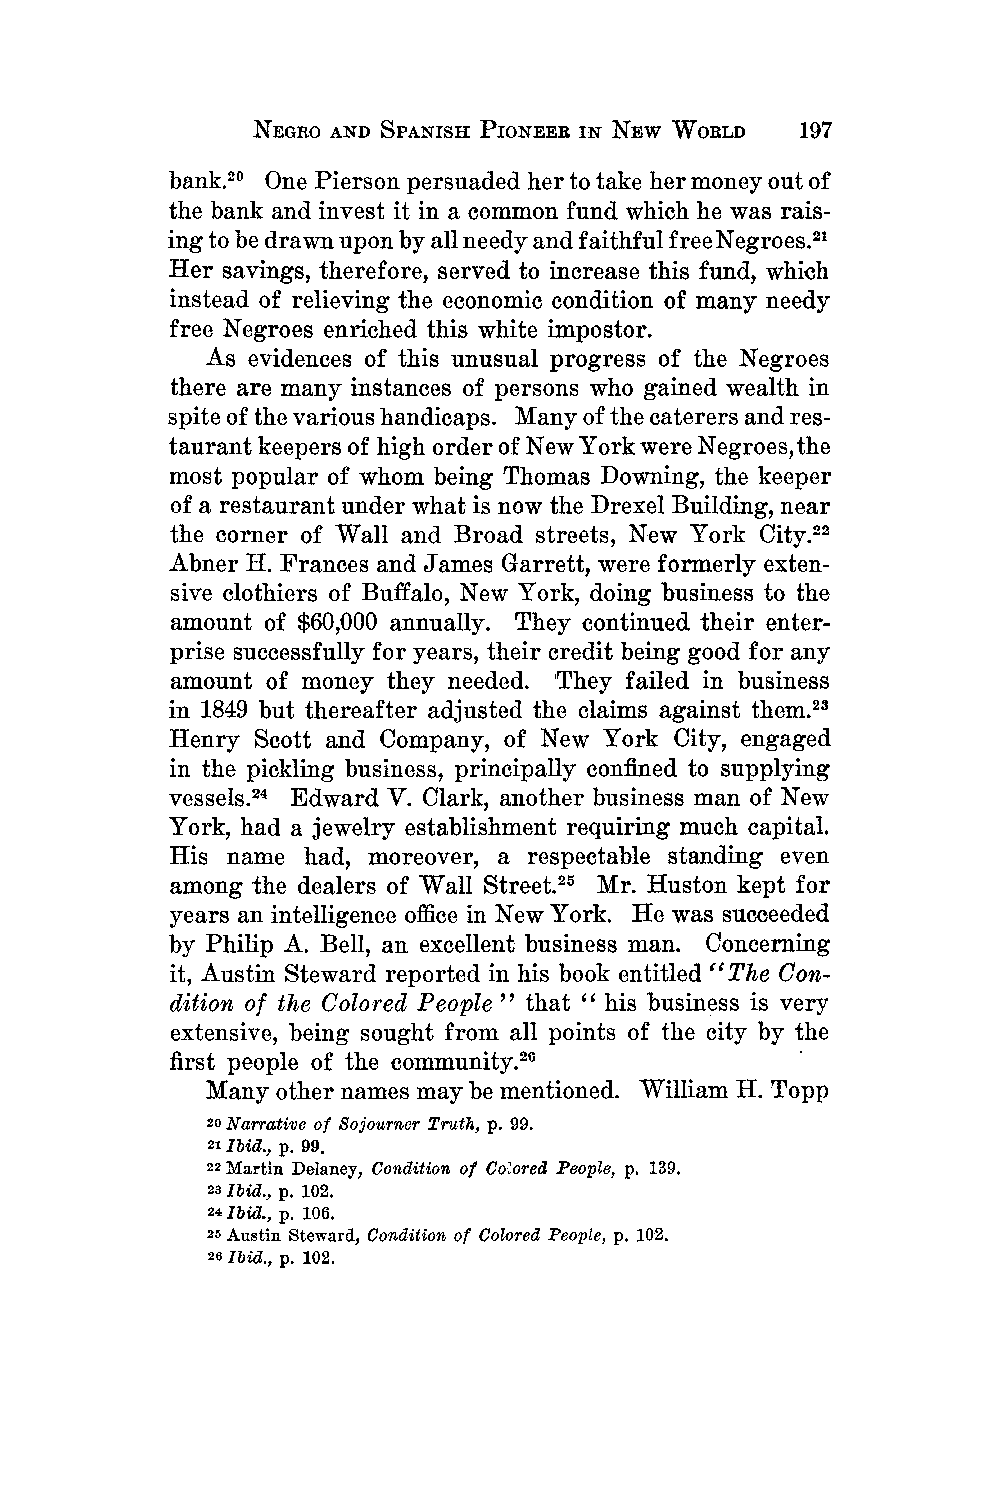 NEGRO AND SPANISH PIONEER IN NEW WORLD 197
bank.²⁰ One Pierson persuaded her to take her money out of
the bank and invest it in a common fund which he was rais-
ing to be drawn upon by all needy and faithful free Negroes.²¹
Her savings, therefore, served to increase this fund, which
instead of relieving the economic condition of many needy
free Negroes enriched this white impostor.
As evidences of this unusual progress of the Negroes
there are many instances of persons who gained wealth in
spite of the various handicaps. Many of the caterers and res-
taurant keepers of high order of New York were Negroes, the
most popular of whom being Thomas Downing, the keeper
of a restaurant under what is now the Drexel Building, near
the corner of Wall and Broad streets, New York City.²²
Abner H. Frances and James Garrett, were formerly exten-
sive clothiers of Buffalo, New York, doing business to the
amount of $60,000 annually. They continued their enter-
prise successfully for years, their credit being good for any
amount of money they needed. They failed in business
in 1849 but thereafter adjusted the claims against them.²³
Henry Scott and Company, of New York City, engaged
in the pickling business, principally confined to supplying
vessels.²⁴ Edward V. Clark, another business man of New
York, had a jewelry establishment requiring much capital.
His name had, moreover, a respectable standing even
among the dealers of Wall Street.²⁵ Mr. Huston kept for
years an intelligence office in New York. He was succeeded
by Philip A. Bell, an excellent business man. Concerning
it, Austin Steward reported in his book entitled "The Con-
dition of the Colored People" that "his business is very
extensive, being sought from all points of the city by the
first people of the community.²⁶
Many other names may be mentioned. William H. Topp
²⁰ Narrative of Sojourner Truth, p. 99.
²¹ Ibid., p. 99.
²² Martin Delaney, Condition of Colored People, p. 139.
²³ Ibid., p. 102.
²⁴ Ibid., p. 106.
²⁵ Austin Steward, Condition of Colored People, p. 102.
²⁶ Ibid., p. 102.